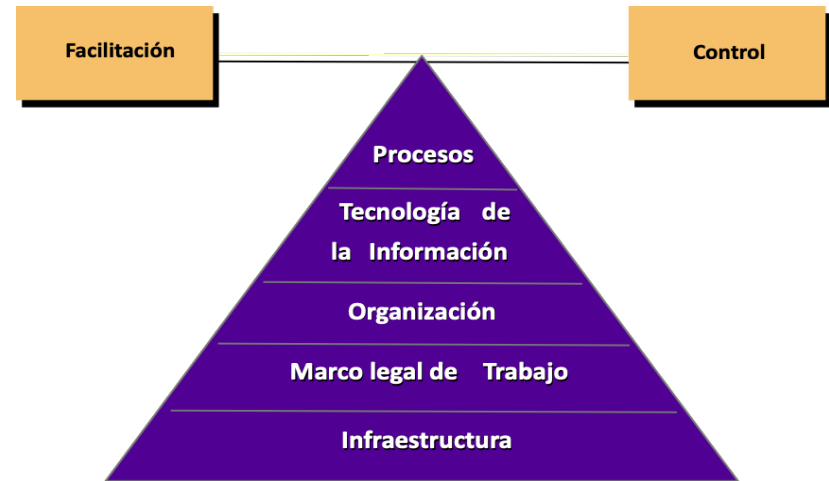 Facilitación
Control
Procesos
Tecnología de
la Información
Organización
Marco legal de Trabajo
Infraestructura